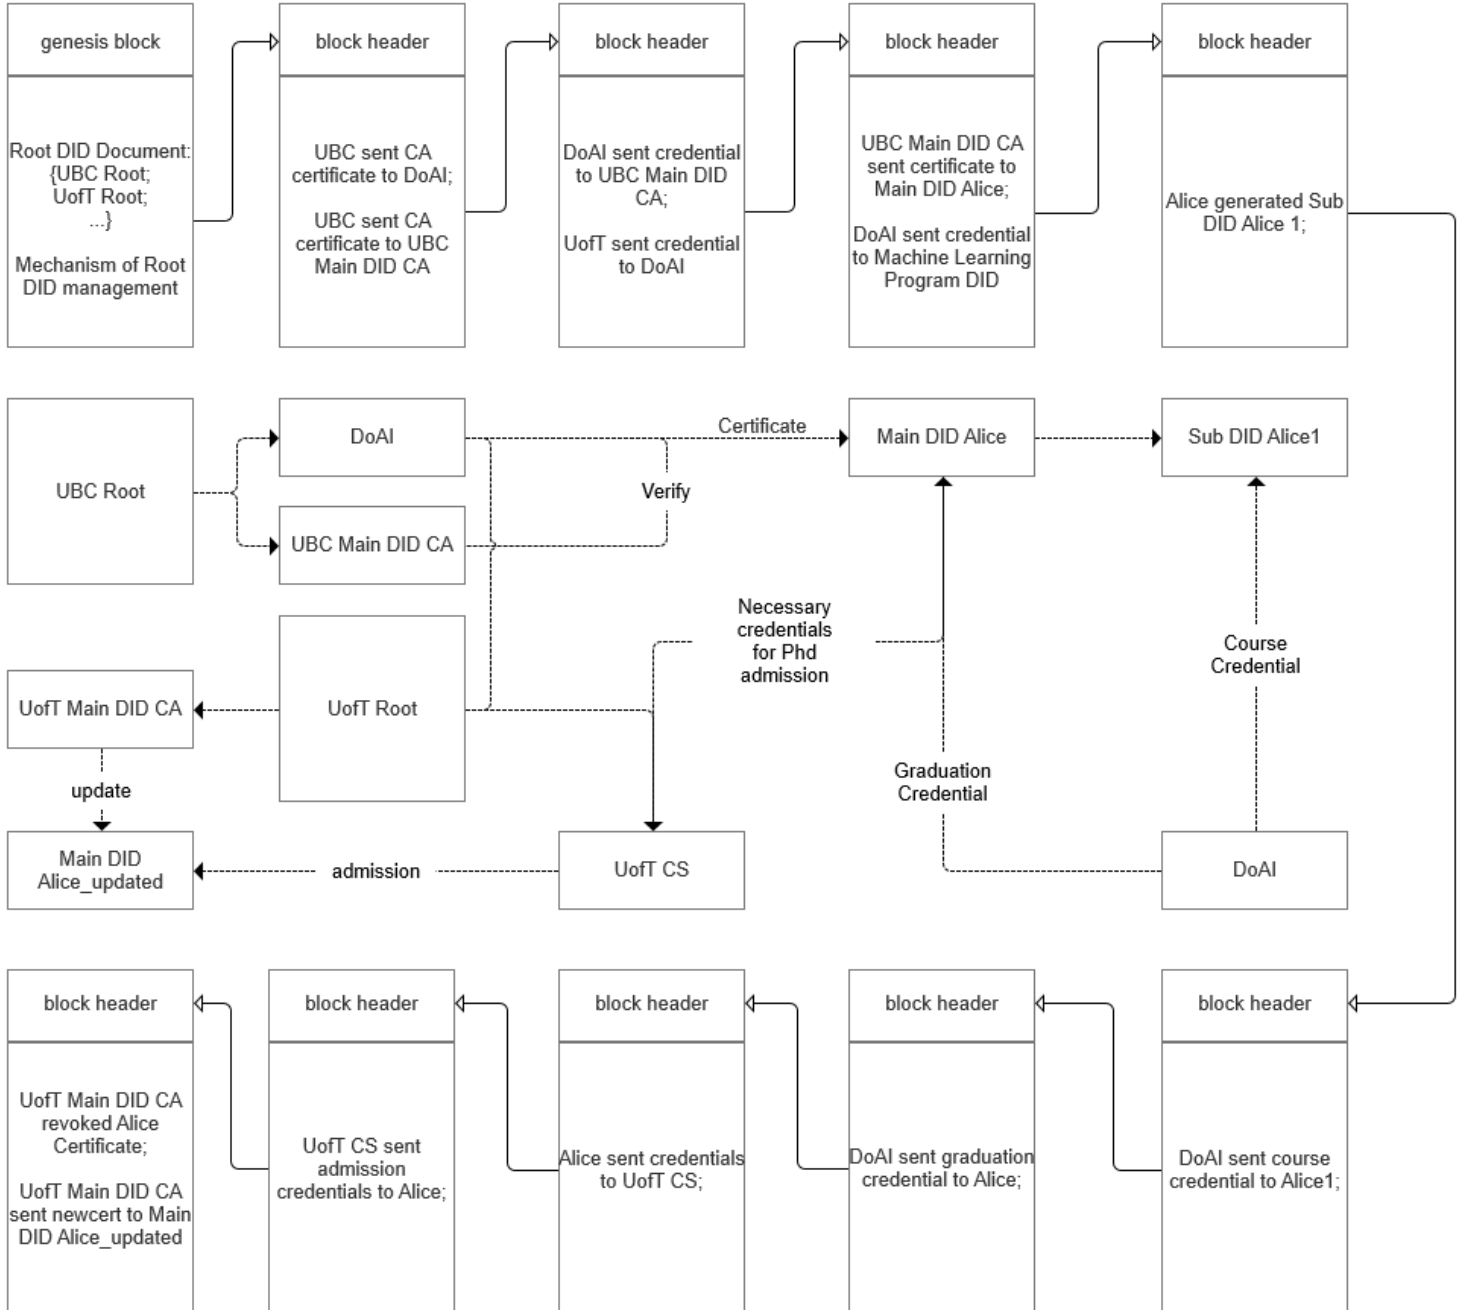 genesis block
Root DID Document:
{UBC Root;
UofT Root;
...}
Mechanism of Root
DID management
block header
UBC sent CA
certificate to DoAI;
UBC sent CA
certificate to UBC
Main DID CA
block header
DoAI sent credential
to UBC Main DID
CA;
UofT sent credential
to DoAI
block header
UBC Main DID CA
sent certificate to
Main DID Alice;
DoAI sent credential
to Machine Learning
Program DID
block header
Alice generated Sub
DID Alice 1;
UBC Root
DoAI
UBC Main DID CA
Certificate
Verify
Main DID Alice
Sub DID Alice1
UofT Main DID CA
UofT Root
Necessary
credentials
for Phd
admission
Course
Credential
update
Graduation
Credential
Main DID
Alice_updated
admission
UofT CS
DoAI
block header
UofT Main DID CA
revoked Alice
Certificate;
UofT Main DID CA
sent newcert to Main
DID Alice_updated
block header
UofT CS sent
admission
credentials to Alice;
block header
Alice sent credentials
to UofT CS;
block header
DoAI sent graduation
credential to Alice;
block header
DoAI sent course
credential to Alice1;